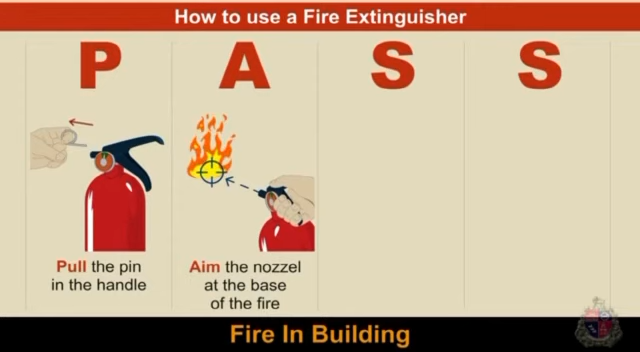 How to use a Fire Extinguisher
P A S S
Pull the pin
in the handle
Aim the nozzel
at the base
of the fire
Fire In Building